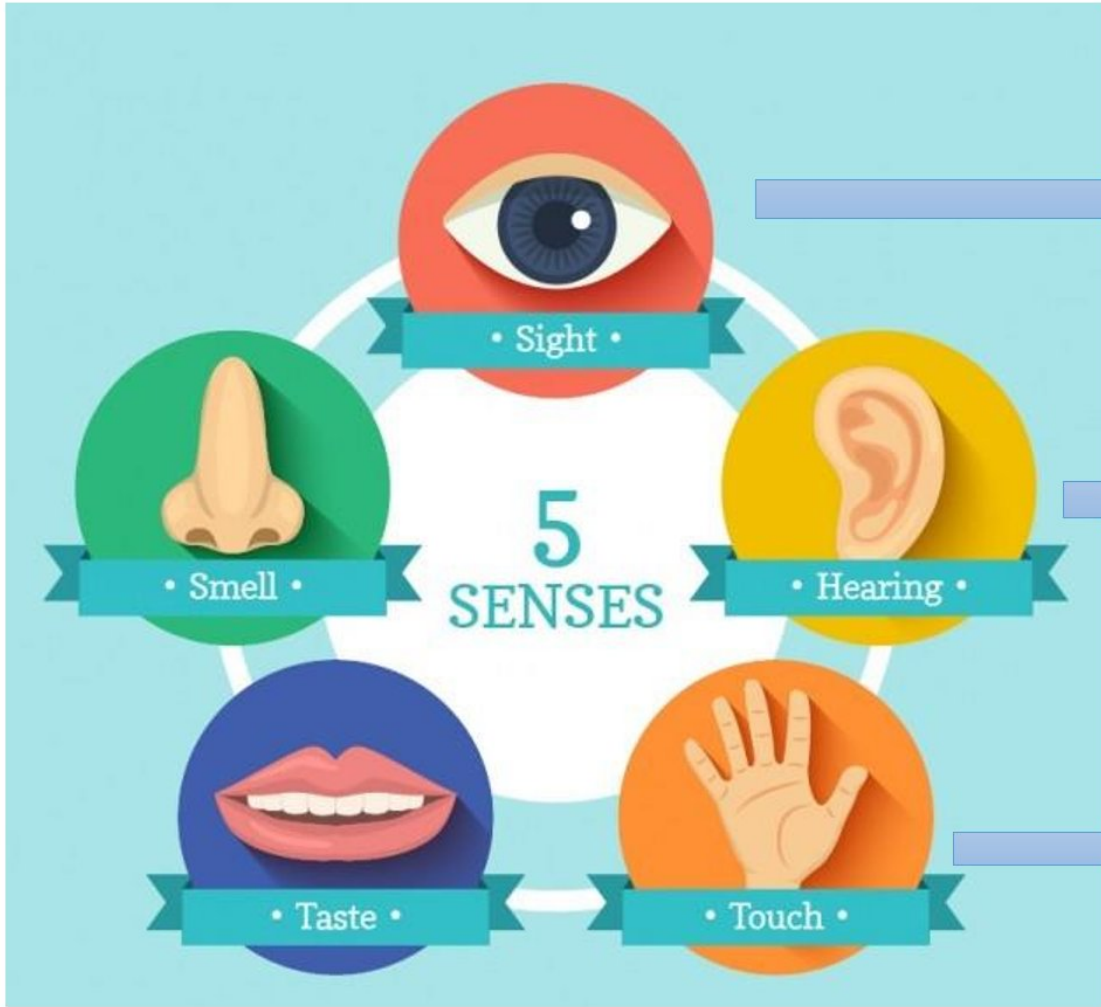 • Sight •
• Smell •
• Hearing •
5
SENSES
• Taste •
• Touch •